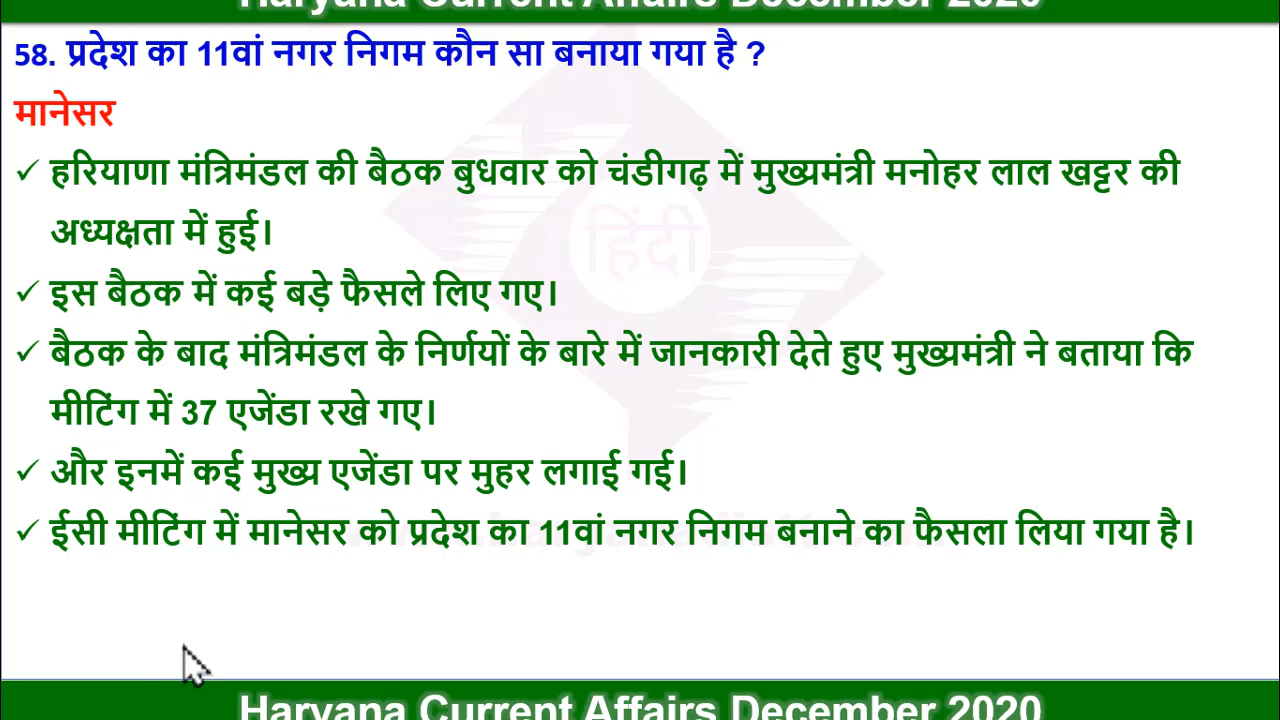 Haryana Current Affairs December 2020
58. प्रदेश का 11वां नगर निगम कौन सा बनाया गया है ?
मानेसर
✓ हरियाणा मंत्रिमंडल की बैठक बुधवार को चंडीगढ़ में मुख्यमंत्री मनोहर लाल खट्टर की
अध्यक्षता में हुई।
✓ इस बैठक में कई बड़े फैसले लिए गए।
✓ बैठक के बाद मंत्रिमंडल के निर्णयों के बारे में जानकारी देते हुए मुख्यमंत्री ने बताया कि
मीटिंग में 37 एजेंडा रखे गए।
✓ और इनमें कई मुख्य एजेंडा पर मुहर लगाई गई।
✓ ईसी मीटिंग में मानेसर को प्रदेश का 11वां नगर निगम बनाने का फैसला लिया गया है।
हिंदी
Haryana Current Affairs December 2020